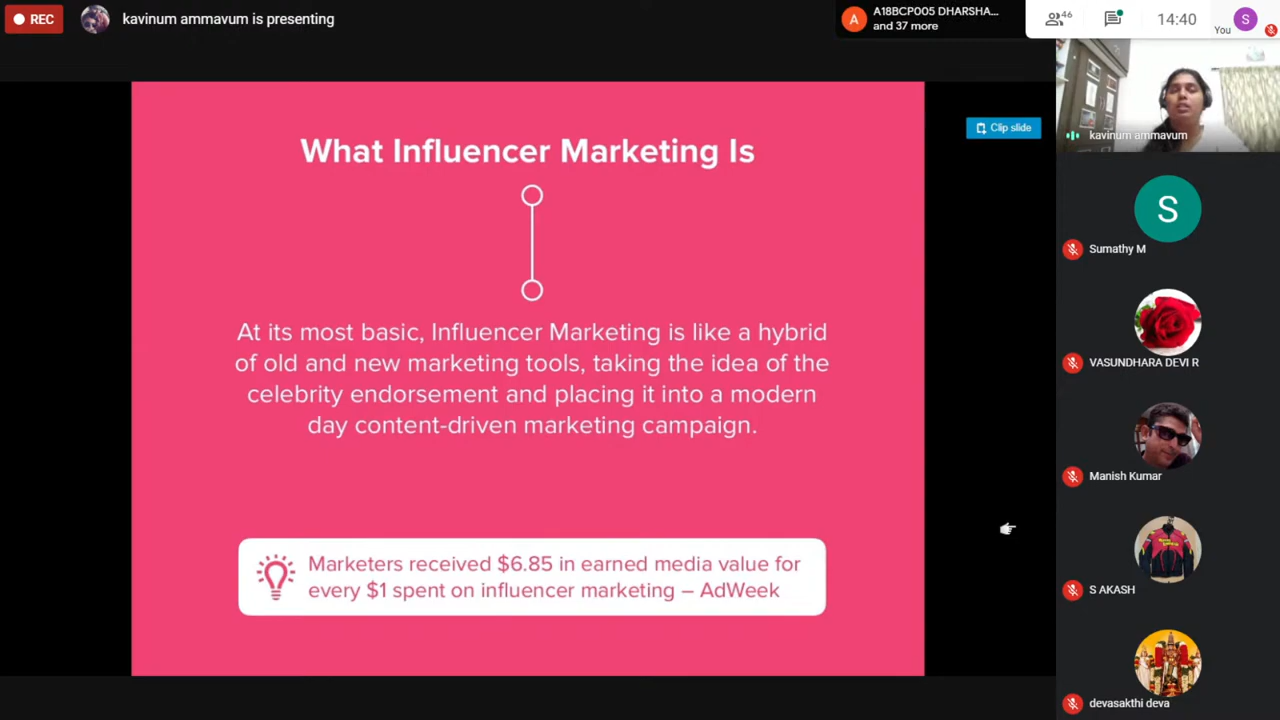 REC
kavinum ammavum is presenting
A
A18BCP005 DHARSHA...
and 37 more
46
14:40
You
S
What Influencer Marketing Is
Clip slide
At its most basic, Influencer Marketing is like a hybrid
of old and new marketing tools, taking the idea of the
celebrity endorsement and placing it into a modern
day content-driven marketing campaign.
Marketers received $6.85 in earned media value for
every $1 spent on influencer marketing – AdWeek
kavinum ammavum
S
Sumathy M
VASUNDHARA DEVI R
Manish Kumar
S AKASH
devasakthi deva